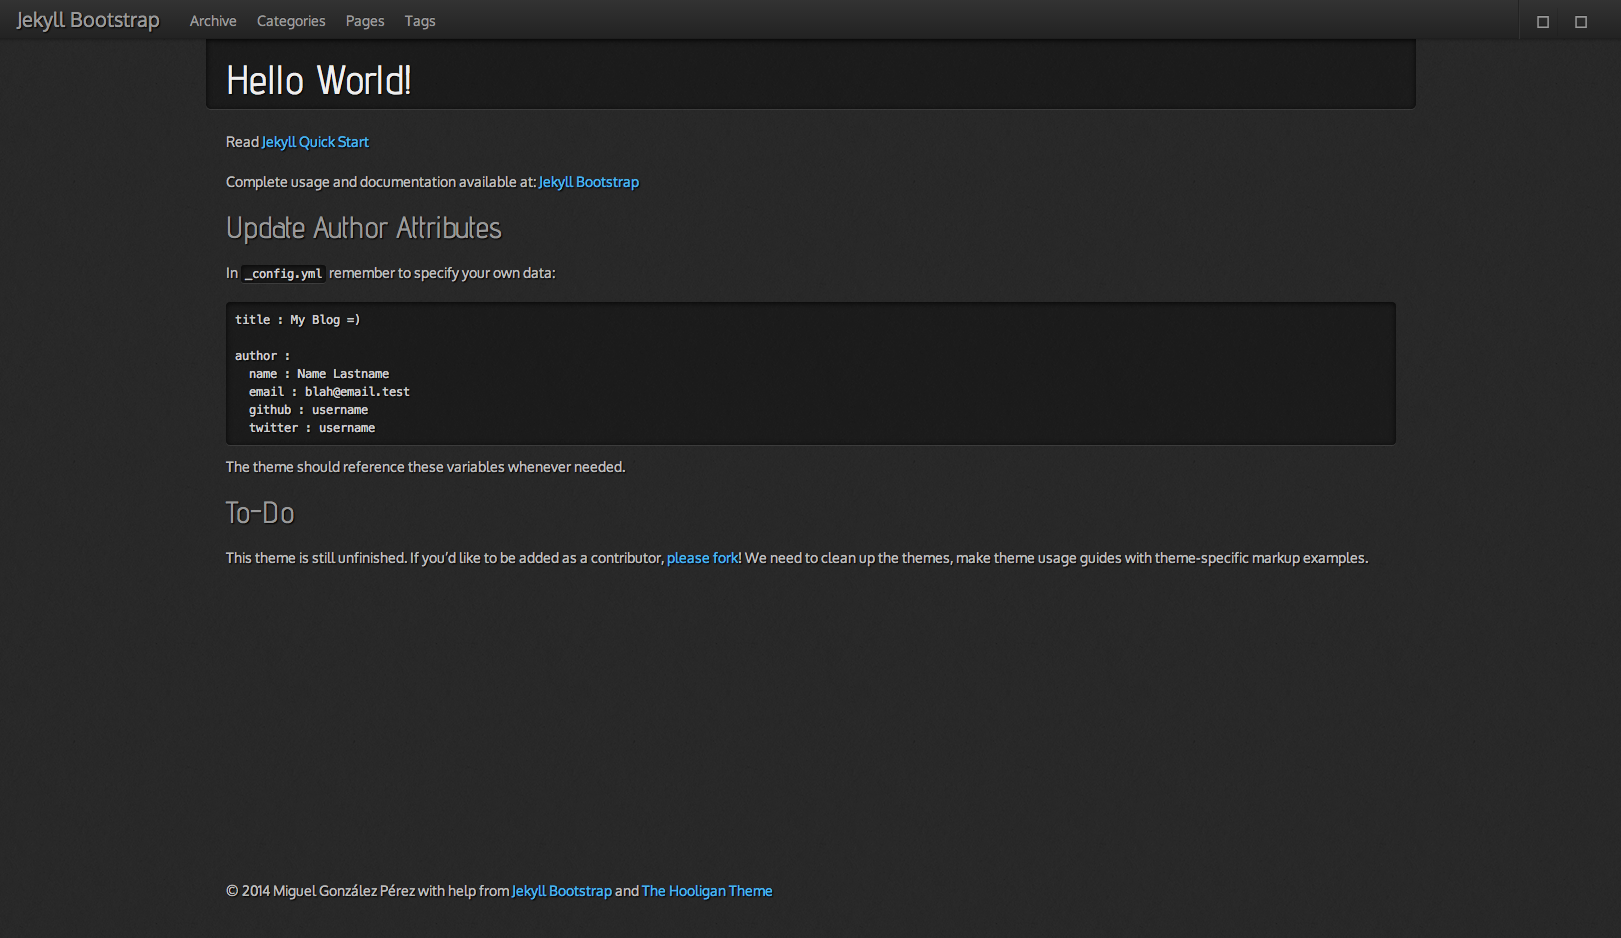 Jekyll Bootstrap Archive Categories Pages Tags
Hello World!
Read Jekyll Quick Start
Complete usage and documentation available at: Jekyll Bootstrap
Update Author Attributes
In _config.yml remember to specify your own data:
title : My Blog =)
author :
name : Name Lastname
email : blah@email.test
github : username
twitter : username
The theme should reference these variables whenever needed.
To-Do
This theme is still unfinished. If you’d like to be added as a contributor, please fork! We need to clean up the themes, make theme usage guides with theme-specific markup examples.
© 2014 Miguel González Pérez with help from Jekyll Bootstrap and The Hooligan Theme